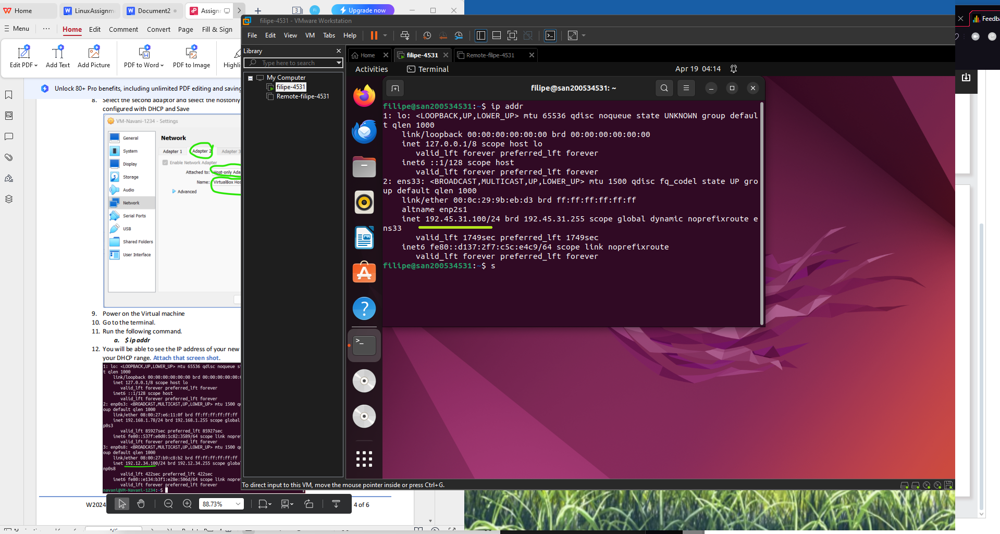 Home
LinuxAssignm
Document2
Assignr
3
Fi
Upgrade now
Feedba
Menu
Home
Edit
Comment
Convert
Page
Fill & Sign
Edit PDF
Add Text
Add Picture
PDF to Word
PDF to Image
Highli
Unlock 80+ Pro benefits, including unlimited PDF editing and saving
8. Select the second adaptor and select the hostonly
configured with DHCP and Save
VM-Navani-1234 - Settings
General
System
Display
Storage
Audio
Network
Serial Ports
USB
Shared Folders
User Interface
Network
Adapter 1
Adapter 2
Adapter 3
Enable Network Adapter
Attached to: Host-only Ada
Name: VirtualBox Hos
Advanced
9. Power on the Virtual machine
10. Go to the terminal.
11. Run the following command.
a. $ ip addr
12. You will be able to see the IP address of your new
your DHCP range. Attach that screen shot.
1: lo: <LOOPBACK,UP,LOWER_UP> mtu 65536 qdisc noqueue s
t qlen 1000
link/loopback 00:00:00:00:00:00 brd 00:00:00:00:00:
inet 127.0.0.1/8 scope host lo
valid_lft forever preferred_lft forever
inet6 ::1/128 scope host
valid_lft forever preferred_lft forever
2: enp0s3: <BROADCAST,MULTICAST,UP,LOWER_UP> mtu 1500 q
oup default qlen 1000
link/ether 08:00:27:e6:11:0f brd ff:ff:ff:ff:ff:ff
inet 192.168.1.78/24 brd 192.168.1.255 scope global
p0s3
valid_lft 85927sec preferred_lft 85927sec
inet6 fe80::537f:e0d0:1c82:3589/64 scope link nopre
valid_lft forever preferred_lft forever
3: enp0s8: <BROADCAST,MULTICAST,UP,LOWER_UP> mtu 1500 q
oup default qlen 1000
link/ether 08:00:27:b9:c8:b2 brd ff:ff:ff:ff:ff:ff
inet 192.12.34.100/24 brd 192.12.34.255 scope global
np0s8
valid_lft 422sec preferred_lft 422sec
inet6 fe80::e134:b3f1:e28e:506d/64 scope link nopre
valid_lft forever preferred_lft forever
navani@VM-Navani-1234:~$
W2024
4 of 6
88.73%
filipe-4531 - VMware Workstation
File
Edit
View
VM
Tabs
Help
Library
Type here to search
My Computer
filipe-4531
Remote-filipe-4531
Home
filipe-4531
Remote-filipe-4531
Activities
Terminal
Apr 19 04:14
filipe@san200534531: ~
filipe@san200534531:~$ ip addr
1: lo: <LOOPBACK,UP,LOWER_UP> mtu 65536 qdisc noqueue state UNKNOWN group defaul
t qlen 1000
link/loopback 00:00:00:00:00:00 brd 00:00:00:00:00:00
inet 127.0.0.1/8 scope host lo
valid_lft forever preferred_lft forever
inet6 ::1/128 scope host
valid_lft forever preferred_lft forever
2: ens33: <BROADCAST,MULTICAST,UP,LOWER_UP> mtu 1500 qdisc fq_codel state UP gro
up default qlen 1000
link/ether 00:0c:29:9b:eb:d3 brd ff:ff:ff:ff:ff:ff
altname enp2s1
inet 192.45.31.100/24 brd 192.45.31.255 scope global dynamic noprefixroute e
ns33
valid_lft 1749sec preferred_lft 1749sec
inet6 fe80::d137:2f7:c5c:e4c9/64 scope link noprefixroute
valid_lft forever preferred_lft forever
filipe@san200534531:~$ s
To direct input to this VM, move the mouse pointer inside or press Ctrl+G.